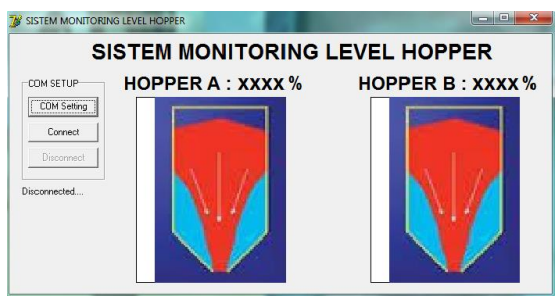 SISTEM MONITORING LEVEL HOPPER
SISTEM MONITORING LEVEL HOPPER
COM SETUP
COM Setting
Connect
Disconnect
Disconnected....
HOPPER A : XXXX %
HOPPER B : XXXX %